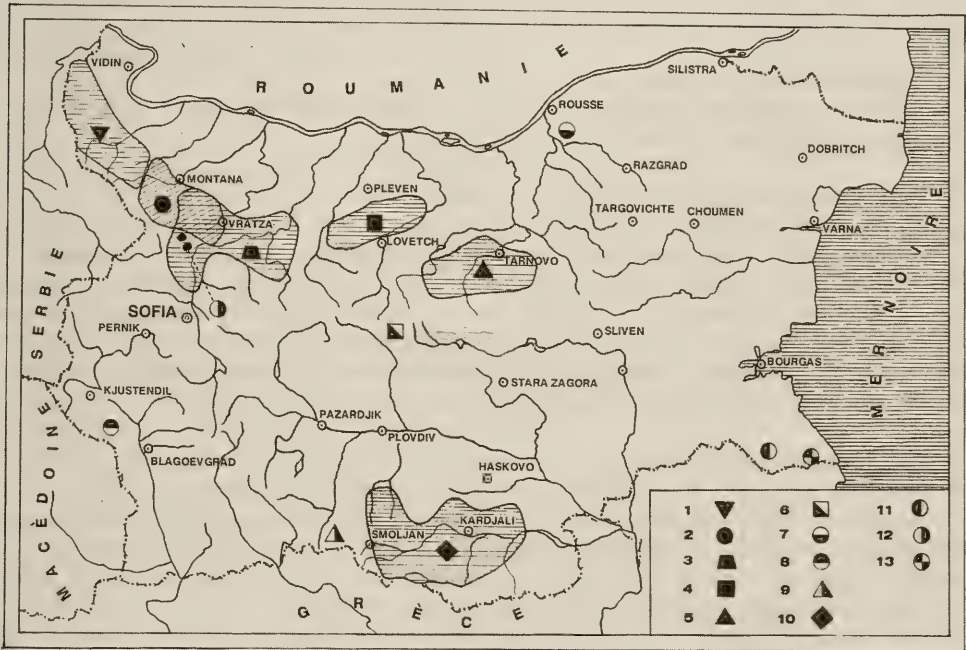 ROUMANIE
VIDIN
SILISTRA
ROUSSE
DOBRITCH
RAZGRAD
MONTANA
PLEVEN
TARGOVICHTE
CHOUMEN
VARNA
VRATZA
LOVETCH
TARNOVO
MER NOIRE
SERBIE
SOFIA
PERNIK
SLIVEN
BOURGAS
KJUSTENDIL
STARA ZAGORA
PAZARDJIK
PLOVDIV
BLAGOEVGRAD
HASKOVO
MACÈDOINE
SMOLJAN
KARDJALI
GRÈCE
1 6 11
2 7 12
3 8 13
4 9
5 10